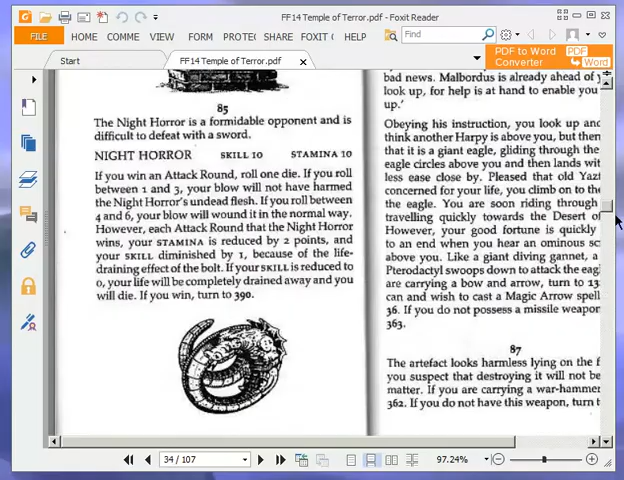 FF14 Temple of Terror.pdf - Foxit Reader
FILE HOME COMME VIEW FORM PROTEC SHARE FOXIT C HELP Find
PDF to Word
Converter
PDF
Word
Start FF14 Temple of Terror.pdf
85
The Night Horror is a formidable opponent and is
difficult to defeat with a sword.
NIGHT HORROR SKILL 10 STAMINA 10
If you win an Attack Round, roll one die. If you roll
between 1 and 3, your blow will not have harmed
the Night Horror's undead flesh. If you roll between
4 and 6, your blow will wound it in the normal way.
However, each Attack Round that the Night Horror
wins, your STAMINA is reduced by 2 points, and
your SKILL diminished by 1, because of the life-
draining effect of the bolt. If your SKILL is reduced to
0, your life will be completely drained away and you
will die. If you win, turn to 390.
bad news. Malbordus is already ahead of
look up, for help is at hand to enable you
up.'
Obeying his instruction, you look up and
think another Harpy is above you, but then
that it is a giant eagle, gliding through the
eagle circles above you and then lands wit
less ease close by. Pleased that old Yazt
concerned for your life, you climb on to the
the eagle. You are soon riding through
travelling quickly towards the Desert of
However, your good fortune is quickly
to an end when you hear an ominous sc
above you. Like a giant diving gannet, a
Pterodactyl swoops down to attack the eag
are carrying a bow and arrow, turn to 13
can and wish to cast a Magic Arrow spell
36. If you do not possess a missile weapon
363.
87
The artefact looks harmless lying on the f
you suspect that destroying it will not be
matter. If you are carrying a war-hammer
362. If you do not have this weapon, turn t
34 / 107 97.24%